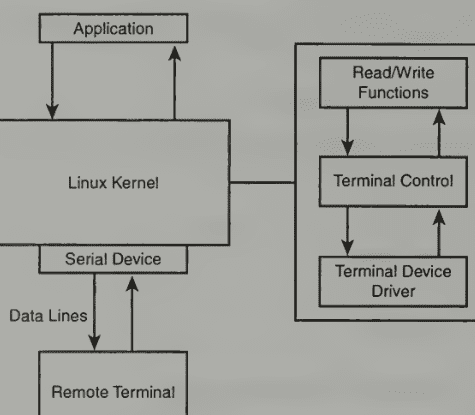 Application
Read/Write
Functions
Linux Kernel
Terminal Control
Serial Device
Terminal Device
Driver
Data Lines
Remote Terminal